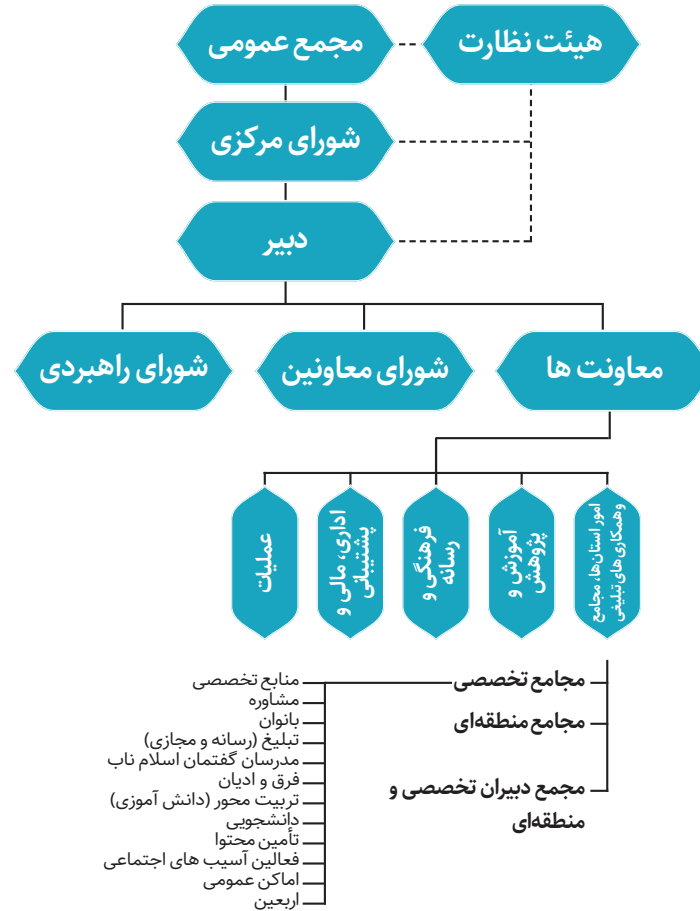 هیئت نظارت
مجمع عمومی
شورای مرکزی
دبیر
معاونت ها
شورای معاونین
شورای راهبردی
امور استان‌ها، مجامع
وهمکاری های تبلیغی
آموزش و
پژوهش
فرهنگی و
رسانه
اداری، مالی و
پشتیبانی
عملیات
مجامع تخصصی
مجامع منطقه‌ای
مجمع دبیران تخصصی و
منطقه‌ای
منابع تخصصی
مشاوره
بانوان
تبلیغ (رسانه و مجازی)
مدرسان گفتمان اسلام ناب
فرق و ادیان
تربیت محور (دانش آموزی)
دانشجویی
تأمین محتوا
فعالین آسیب های اجتماعی
اماکن عمومی
اربعین